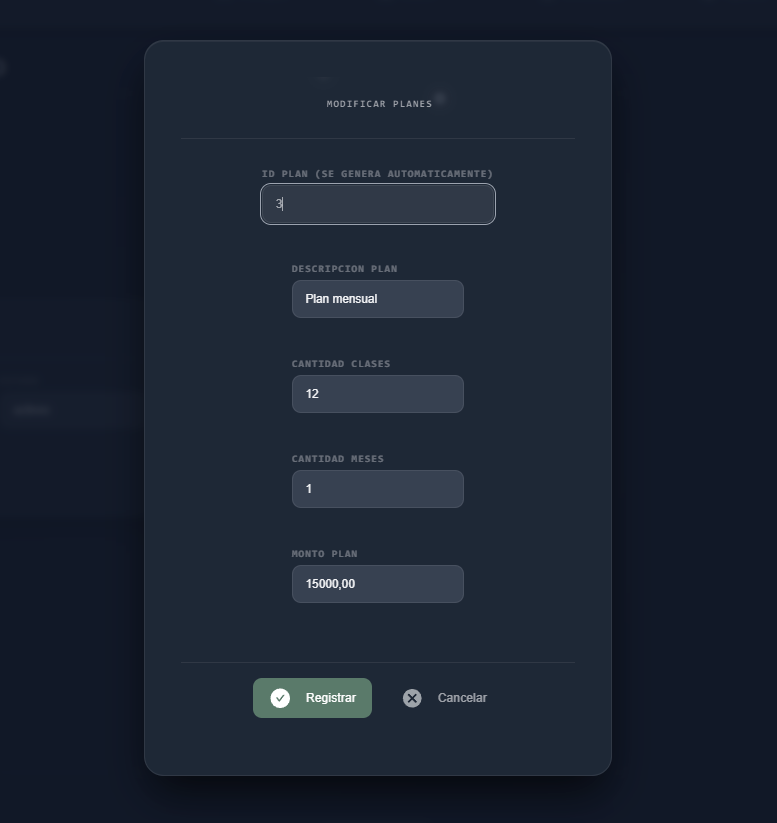 MODIFICAR PLANES
ID PLAN (SE GENERA AUTOMATICAMENTE)
3
DESCRIPCION PLAN
Plan mensual
CANTIDAD CLASES
12
CANTIDAD MESES
1
MONTO PLAN
15000,00
Registrar
Cancelar